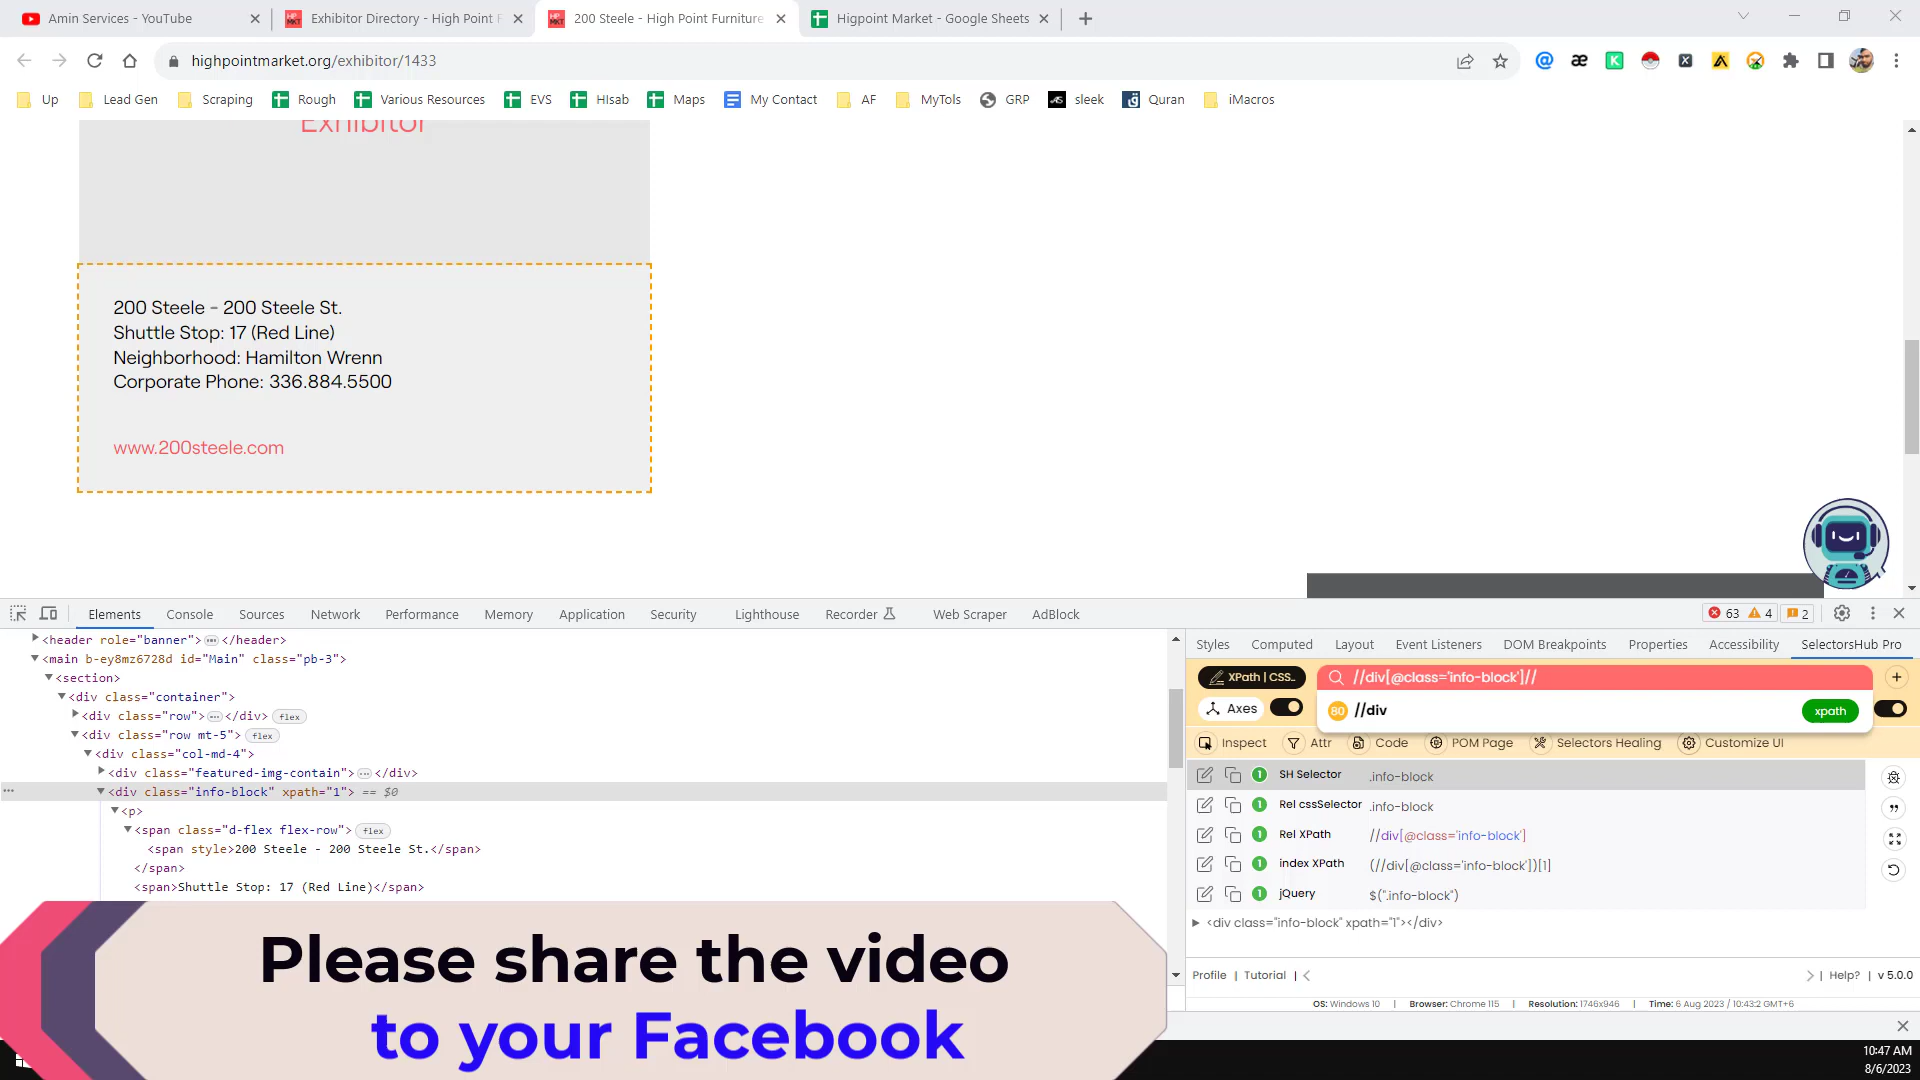 Amin Services - YouTube
Exhibitor Directory - High Point F
200 Steele - High Point Furniture
Higpoint Market - Google Sheets
highpointmarket.org/exhibitor/1433
Up
Lead Gen
Scraping
Rough
Various Resources
EVS
HIsab
Maps
My Contact
AF
MyTols
GRP
sleek
Quran
iMacros
Exhibitor
200 Steele - 200 Steele St.
Shuttle Stop: 17 (Red Line)
Neighborhood: Hamilton Wrenn
Corporate Phone: 336.884.5500
www.200steele.com
Elements
Console
Sources
Network
Performance
Memory
Application
Security
Lighthouse
Recorder
Web Scraper
AdBlock
63
4
2
<header role="banner"> ⋯ </header>
<main b-ey8mz6728d id="Main" class="pb-3">
<section>
<div class="container">
<div class="row"> ⋯ </div> flex
<div class="row mt-5"> flex
<div class="col-md-4">
<div class="featured-img-contain"> ⋯ </div>
<div class="info-block" xpath="1"> == $0
<p>
<span class="d-flex flex-row"> flex
<span style>200 Steele - 200 Steele St.</span>
</span>
<span>Shuttle Stop: 17 (Red Line)</span>
Styles
Computed
Layout
Event Listeners
DOM Breakpoints
Properties
Accessibility
SelectorsHub Pro
XPath | CSS..
//div[@class='info-block']//
Axes
80
//div
xpath
Inspect
Attr
Code
POM Page
Selectors Healing
Customize UI
1 SH Selector .info-block
1 Rel cssSelector .info-block
1 Rel XPath //div[@class='info-block']
1 index XPath (//div[@class='info-block'])[1]
1 jQuery $(".info-block")
<div class="info-block" xpath="1"></div>
Profile | Tutorial |
| Help? | v 5.0.0
OS: Windows 10 | Browser: Chrome 115 | Resolution: 1746x946 | Time: 6 Aug 2023 / 10:43:2 GMT+6
Please share the video
to your Facebook
10:47 AM
8/6/2023